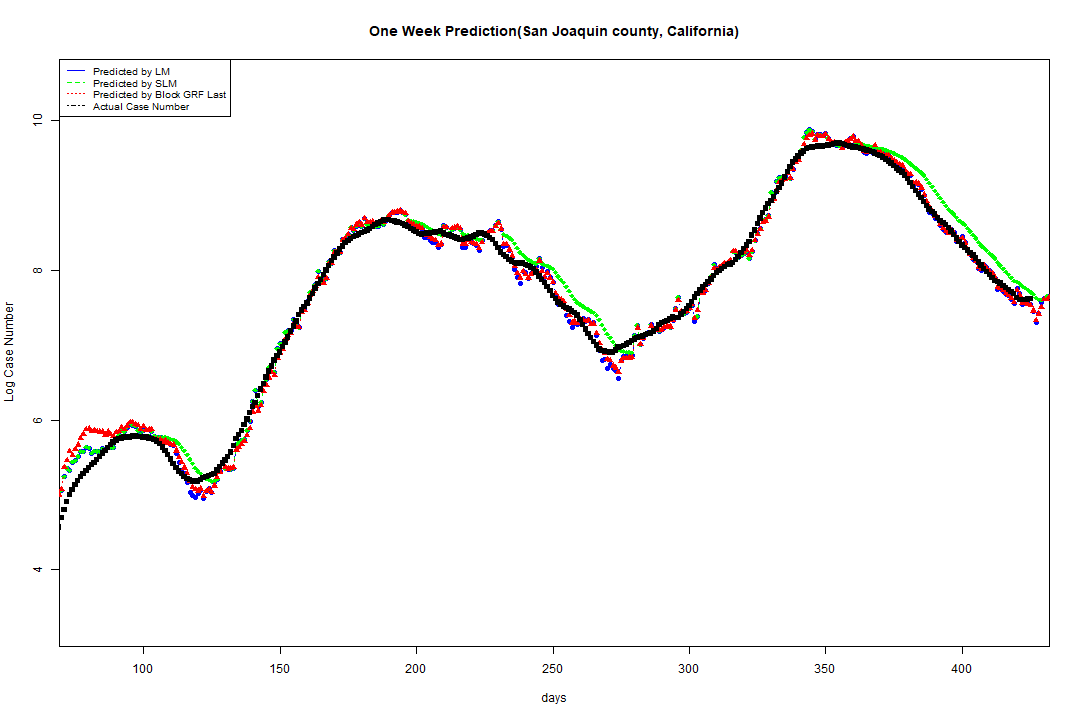 One Week Prediction(San Joaquin county, California)
Predicted by LM
Predicted by SLM
Predicted by Block GRF Last
Actual Case Number
10
8
6
4
Log Case Number
100 150 200 250 300 350 400
days